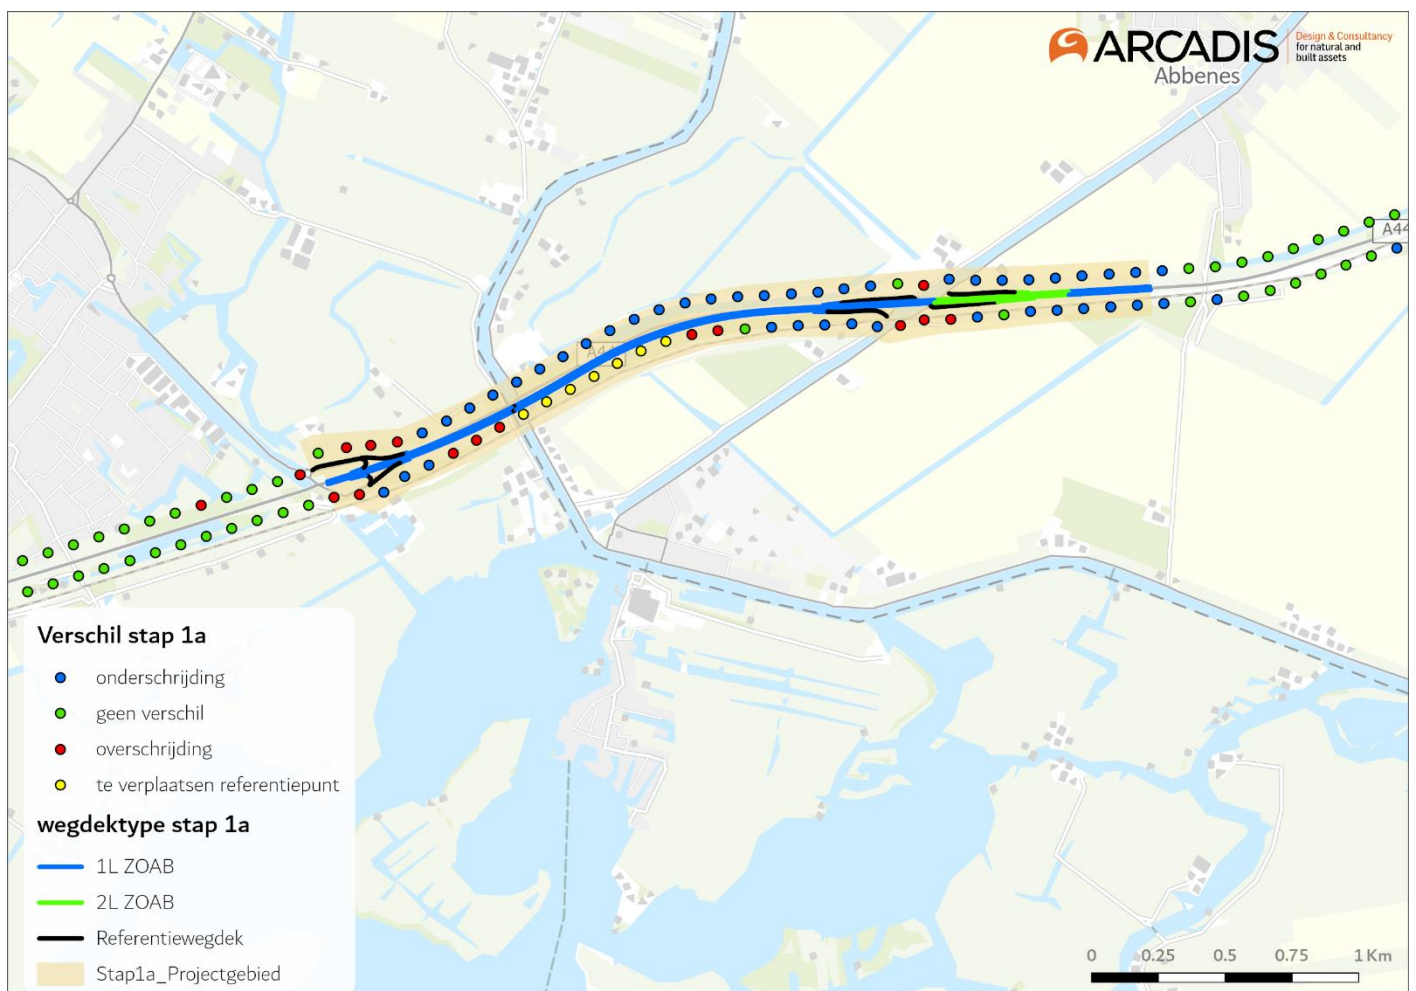 ARCADIS
Design & Consultancy
for natural and
built assets
Abbenes
A44
A44
Verschil stap 1a
onderschrijding
geen verschil
overschrijding
te verplaatsen referentiepunt
wegdektype stap 1a
1L ZOAB
2L ZOAB
Referentiewegdek
Stap1a_Projectgebied
0 0.25 0.5 0.75 1 Km